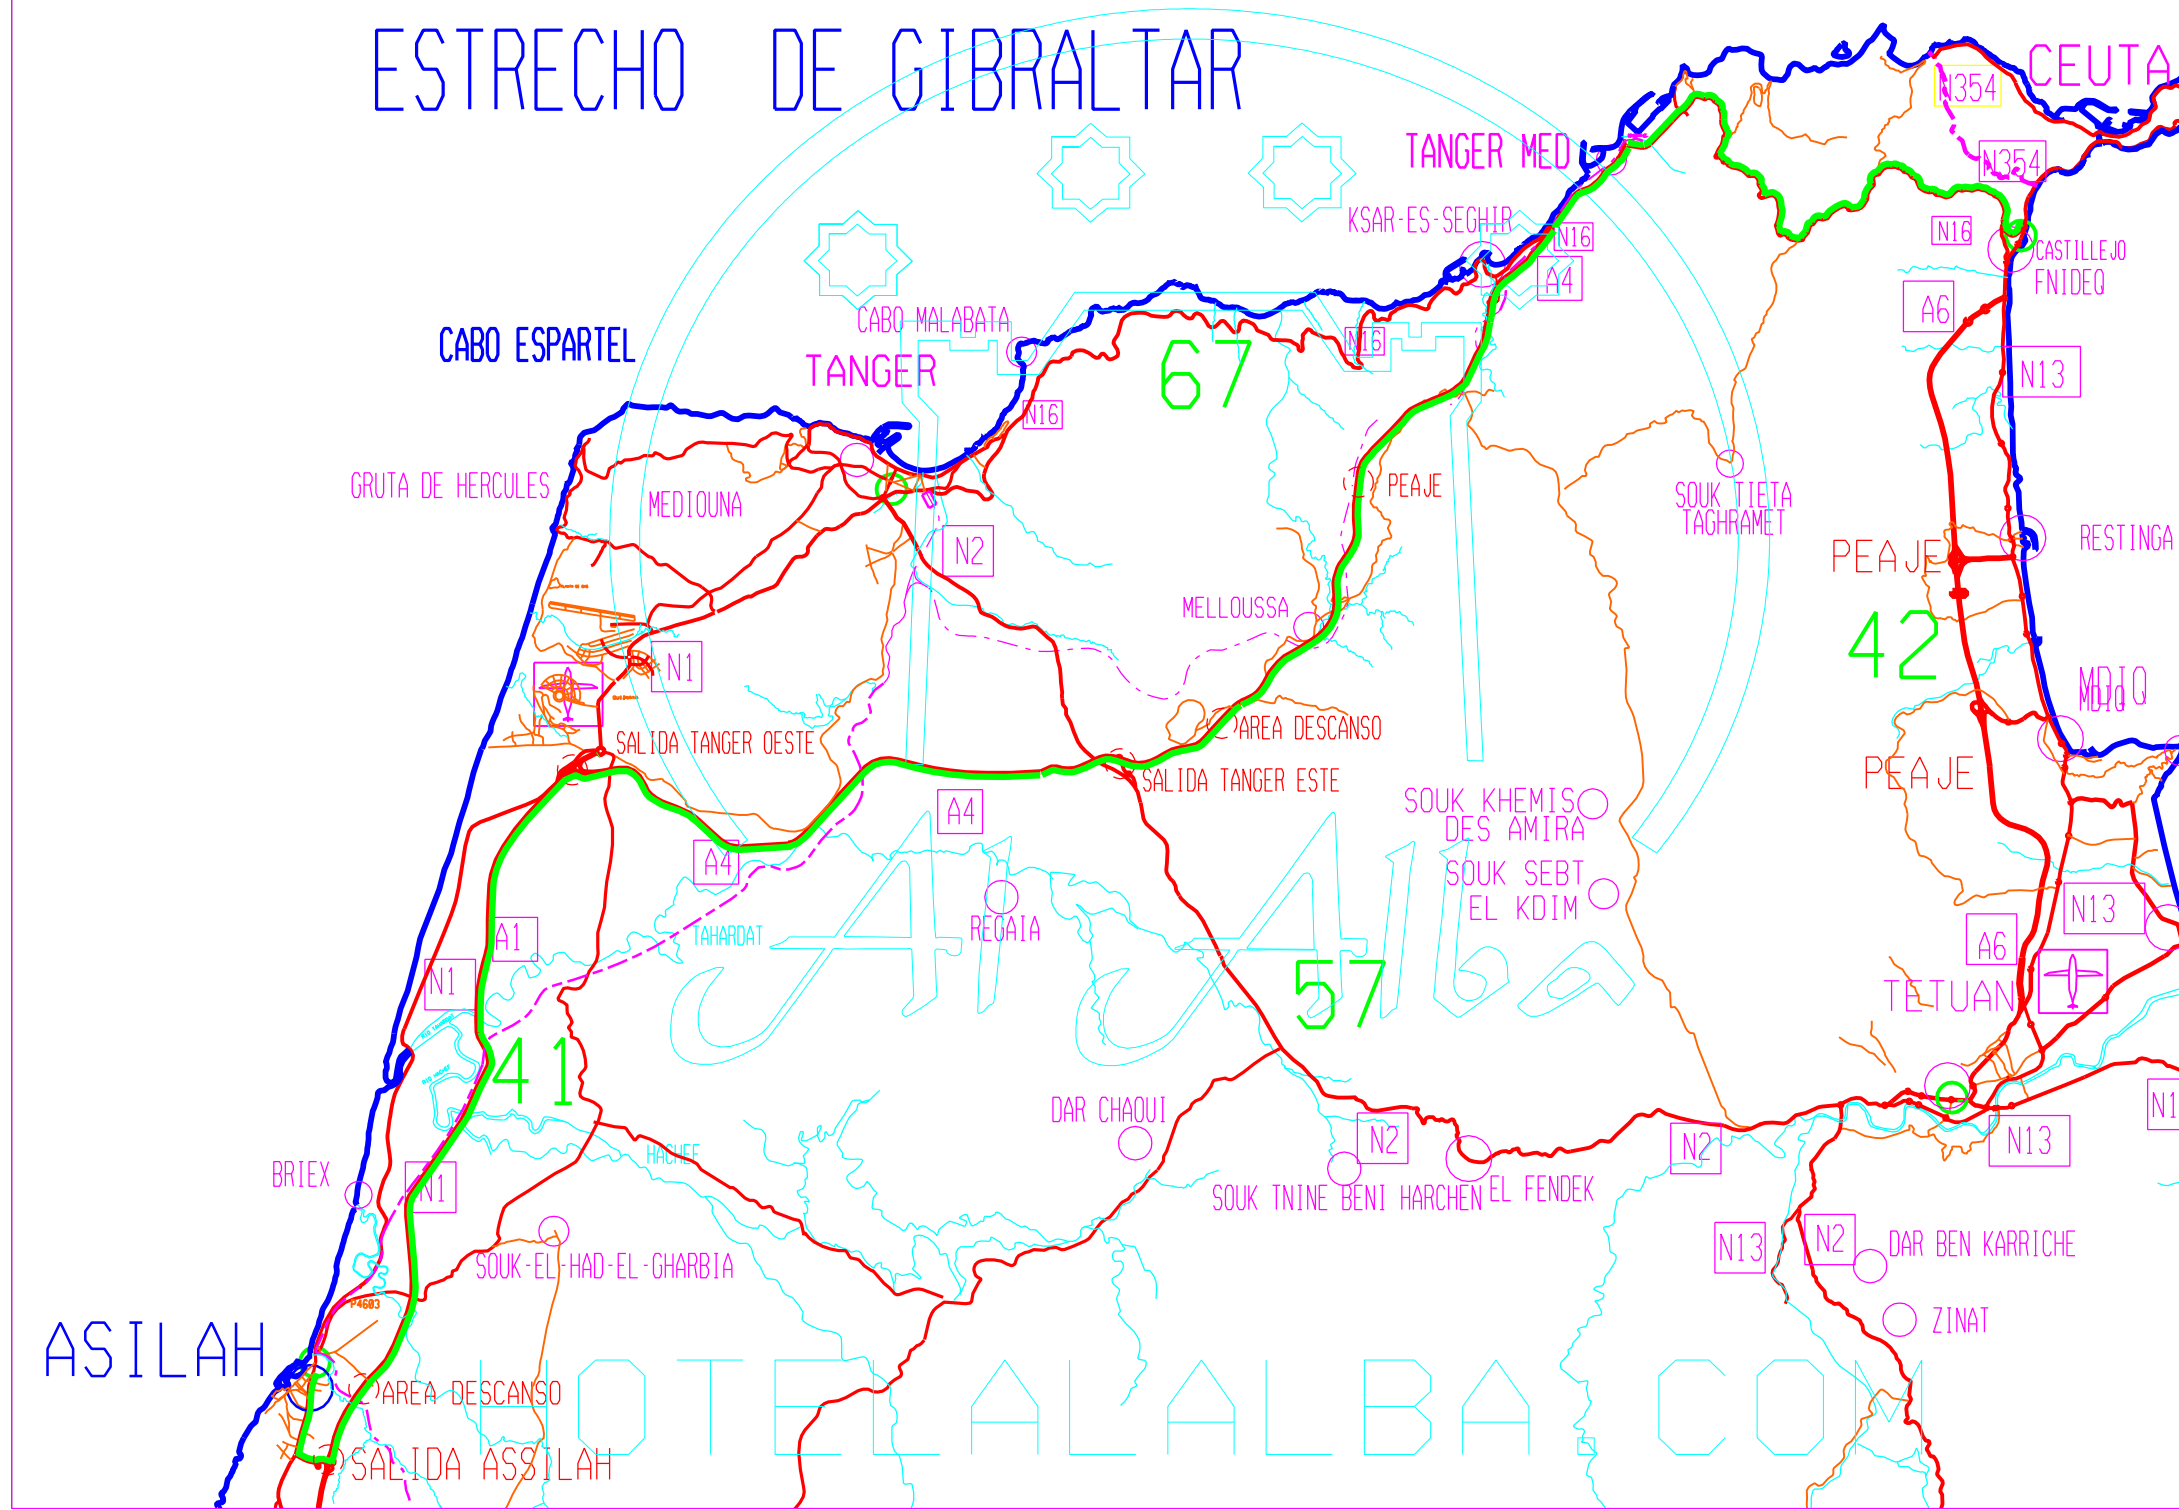 ESTRECHO DE GIBRALTAR
CEUTA
N354
TANGER MED
N354
KSAR-ES-SEGHIR
N16
N16
CASTILLEJO
FNIDEQ
A4
A6
CABO MALABATA
CABO ESPARTEL
N16
TANGER
67
N13
N16
GRUTA DE HERCULES
MEDIOUNA
PEAJE
SOUK TIETA
TAGHRAMET
N2
PEAJE
RESTINGA
MELLOUSSA
42
N1
MDIQ
MDIQ
AREA DESCANSO
SALIDA TANGER OESTE
SALIDA TANGER ESTE
PEAJE
A4
SOUK KHEMIS
DES AMIRA
A4
SOUK SEBT
EL KDIM
N13
REGAIA
TAHARDAT
A1
A6
Al Alba
N1
57
TETUAN
41
DAR CHAOUI
N1
N2
N2
N13
HACHEF
BRIEX
N1
SOUK TNINE BENI HARCHEN
EL FENDEK
N13
N2
DAR BEN KARRICHE
SOUK-EL-HAD-EL-GHARBIA
P4603
ZINAT
ASILAH
AREA DESCANSO
HOTELALALBA.COM
SALIDA ASSILAH